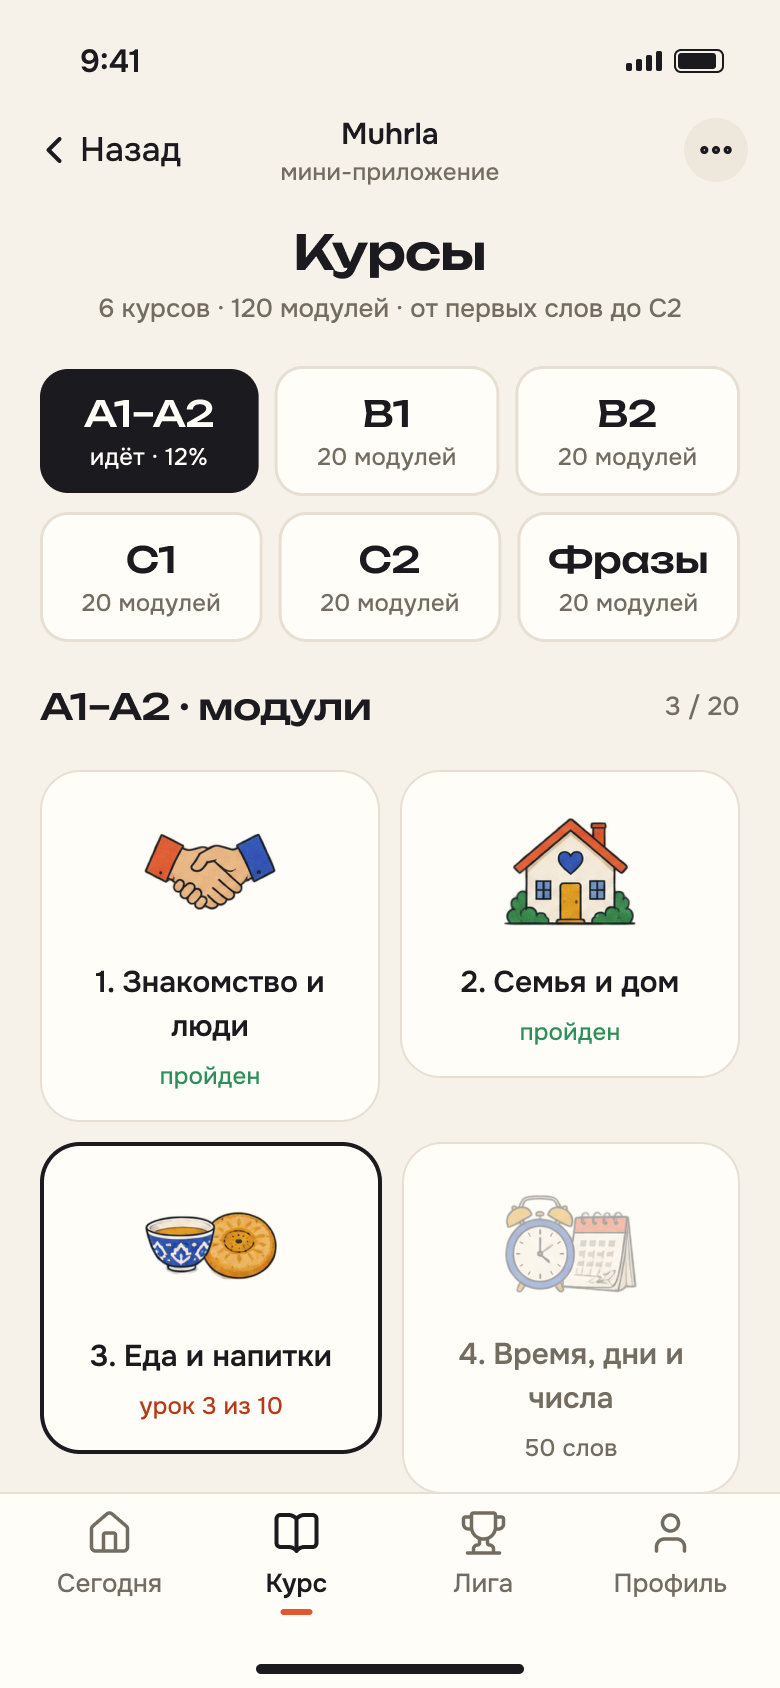 9:41
Назад
Muhrla
мини-приложение
Курсы
6 курсов · 120 модулей · от первых слов до C2
A1–A2
идёт · 12%
B1
20 модулей
B2
20 модулей
C1
20 модулей
C2
20 модулей
Фразы
20 модулей
A1–A2 · модули
3 / 20
1. Знакомство и
люди
пройден
2. Семья и дом
пройден
3. Еда и напитки
урок 3 из 10
4. Время, дни и
числа
50 слов
Сегодня
Курс
Лига
Профиль